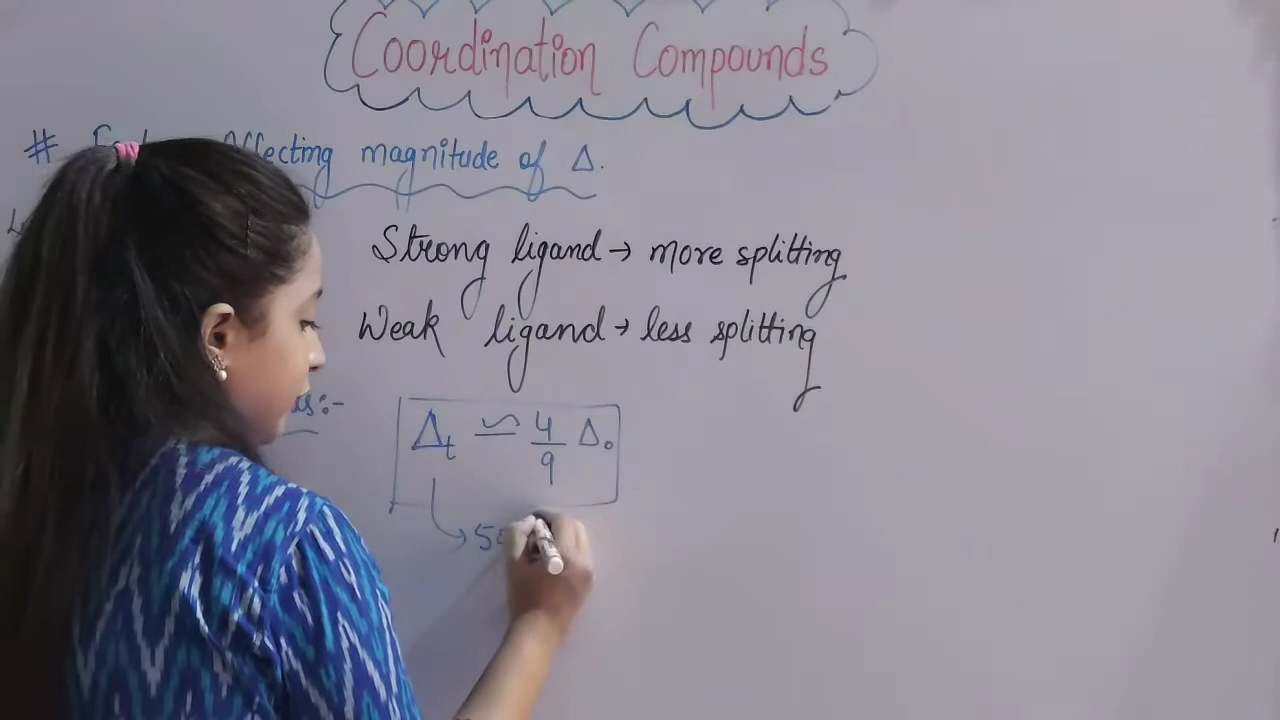 Coordination Compounds
# affecting magnitude of Δ.
Strong ligand → more splitting
Weak ligand → less splitting
:-
Δt ≃ 4/9 Δo